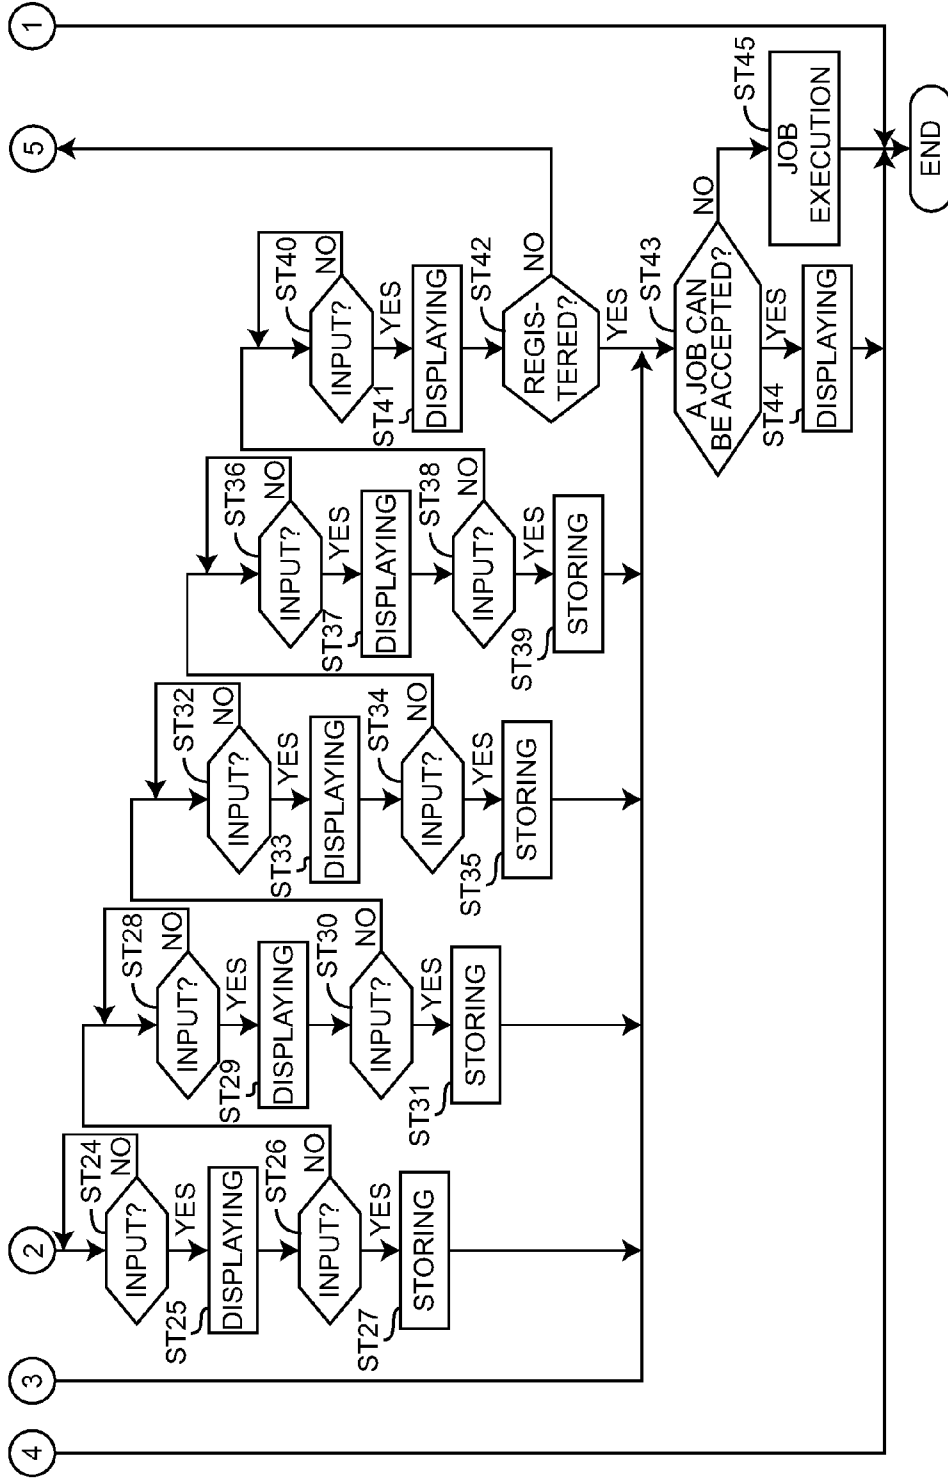 4
3
2
5
1
ST24
INPUT?
NO
YES
ST25
DISPLAYING
ST26
INPUT?
NO
YES
ST27
STORING
ST28
INPUT?
NO
YES
ST29
DISPLAYING
ST30
INPUT?
NO
YES
ST31
STORING
ST32
INPUT?
NO
YES
ST33
DISPLAYING
ST34
INPUT?
NO
YES
ST35
STORING
ST36
INPUT?
NO
YES
ST37
DISPLAYING
ST38
INPUT?
NO
YES
ST39
STORING
ST40
INPUT?
NO
YES
ST41
DISPLAYING
ST42
REGIS-
TERED?
NO
YES
ST43
A JOB CAN
BE ACCEPTED?
NO
YES
ST44
DISPLAYING
ST45
JOB
EXECUTION
END